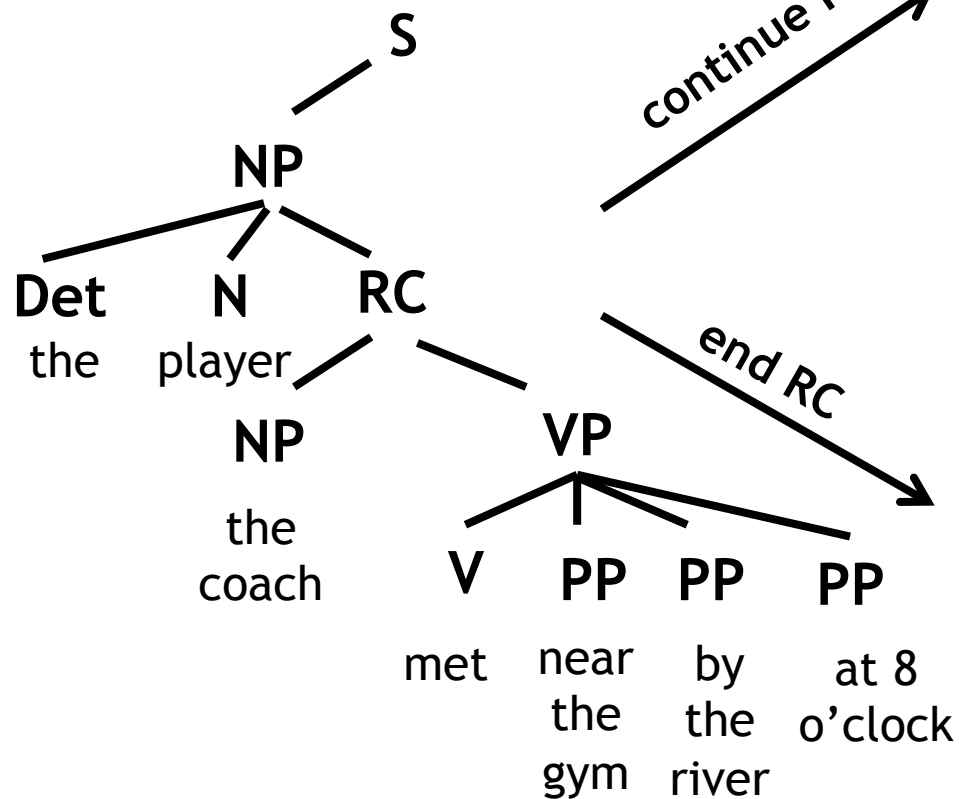 S
continue
NP
Det N RC
the player
end RC
NP VP
the
coach
V PP PP PP
met near by at 8
the the o’clock
gym river